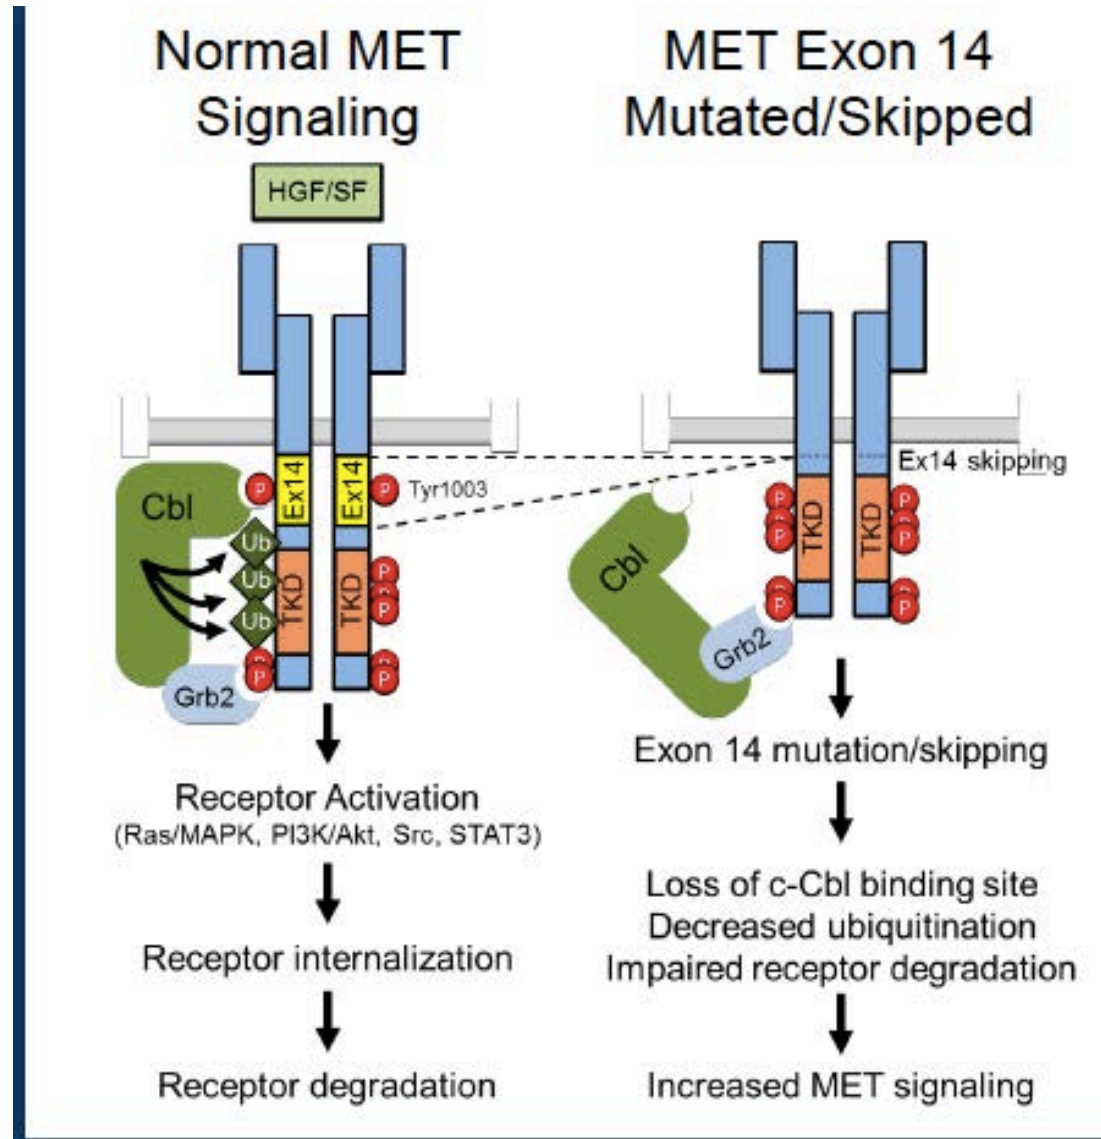 Normal MET
Signaling
MET Exon 14
Mutated/Skipped
HGF/SF
Ex14
Ex14
P
P
Tyr1003
Ex14 skipping
Cbl
Ub
Ub
Ub
TKD
TKD
P
P
P
P
P
P
P
Grb2
Cbl
TKD
TKD
P
P
P
P
P
P
P
P
Grb2
Receptor Activation
(Ras/MAPK, PI3K/Akt, Src, STAT3)
Receptor internalization
Receptor degradation
Exon 14 mutation/skipping
Loss of c-Cbl binding site
Decreased ubiquitination
Impaired receptor degradation
Increased MET signaling